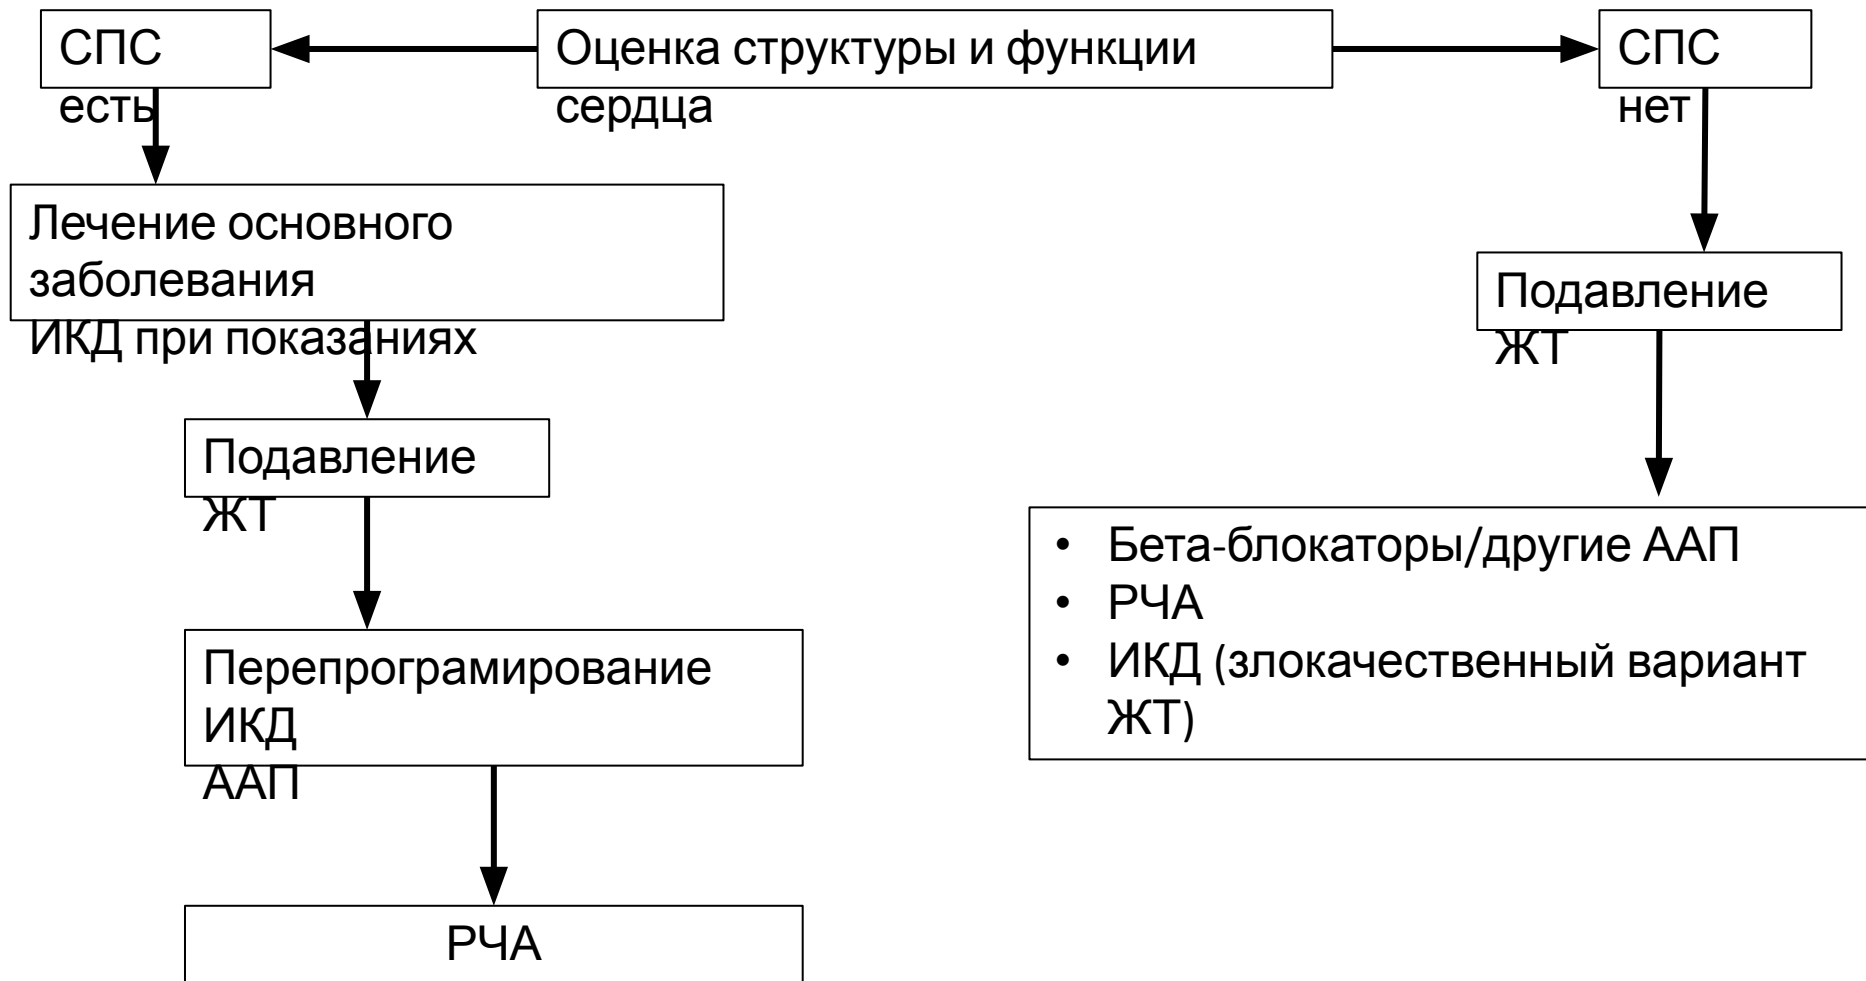 СПС
есть
Оценка структуры и функции
сердца
СПС
нет
Лечение основного
заболевания
ИКД при показаниях
Подавление
ЖТ
Подавление
ЖТ
Перепрограмирование
ИКД
ААП
• Бета-блокаторы/другие ААП
• РЧА
• ИКД (злокачественный вариант
ЖТ)
РЧА